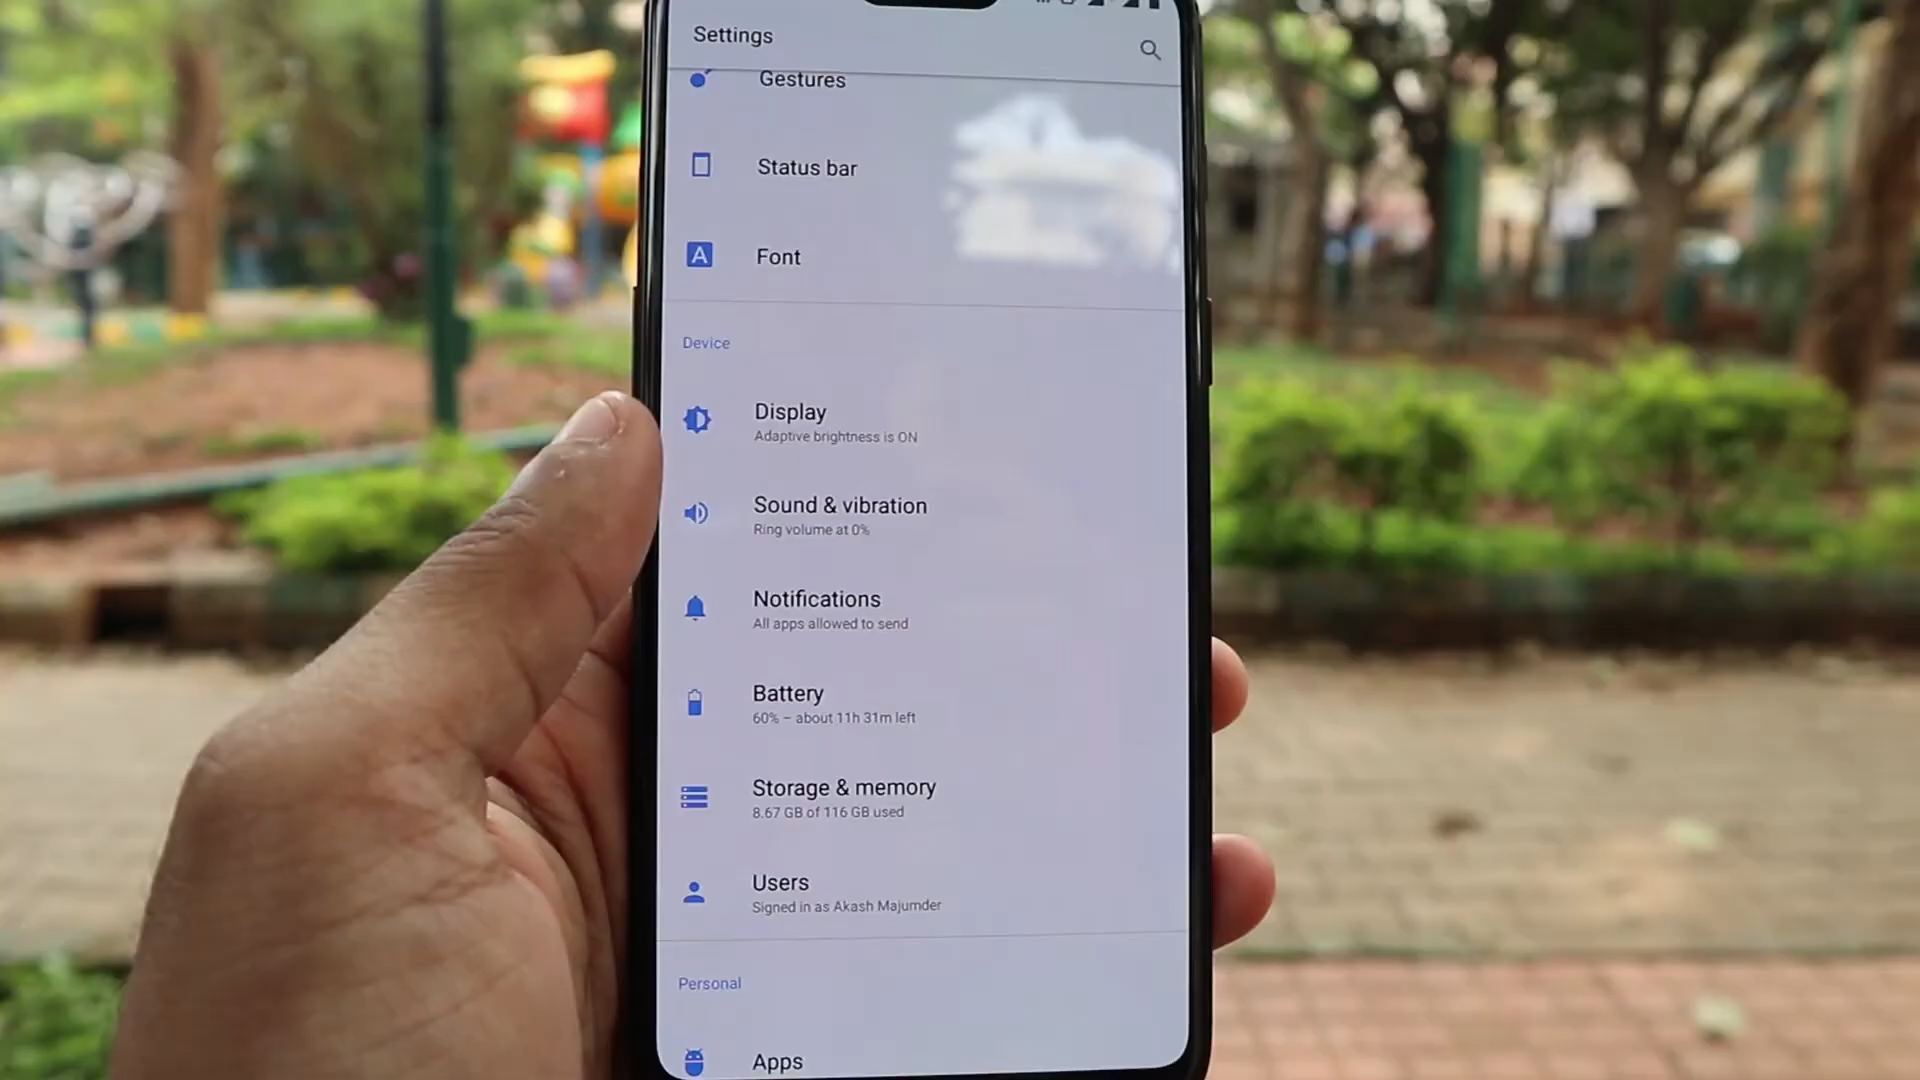 Settings
Gestures
Status bar
Font
Device
Display
Adaptive brightness is ON
Sound & vibration
Ring volume at 0%
Notifications
All apps allowed to send
Battery
60% – about 11h 31m left
Storage & memory
8.67 GB of 116 GB used
Users
Signed in as Akash Majumder
Personal
Apps